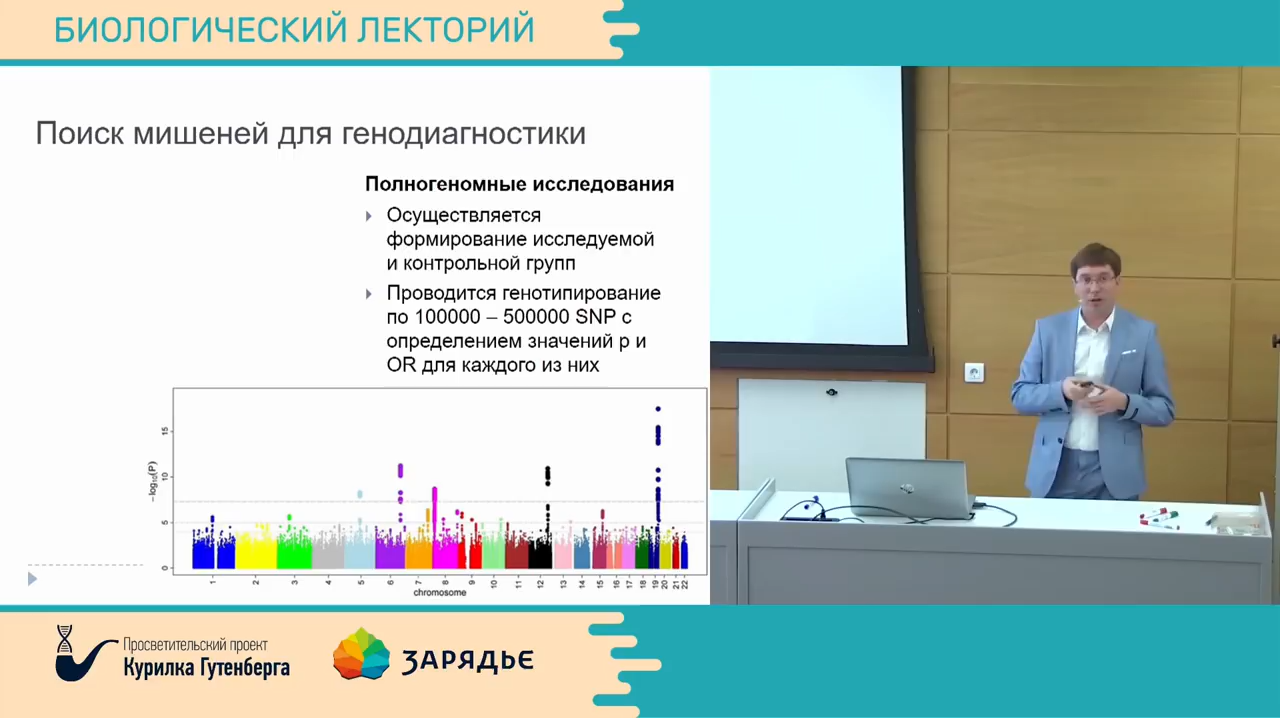 БИОЛОГИЧЕСКИЙ ЛЕКТОРИЙ
Поиск мишеней для генодиагностики
Полногеномные исследования
Осуществляется
формирование исследуемой
и контрольной групп
Проводится генотипирование
по 100000 – 500000 SNP с
определением значений p и
OR для каждого из них
−log₁₀(P)
15
10
5
0
1 2 3 4 5 6 7 8 9 10 11 12 13 14 15 16 17 18 19 20 21 22
chromosome
Просветительский проект
Курилка Гутенберга
ЗАРЯДЬЕ